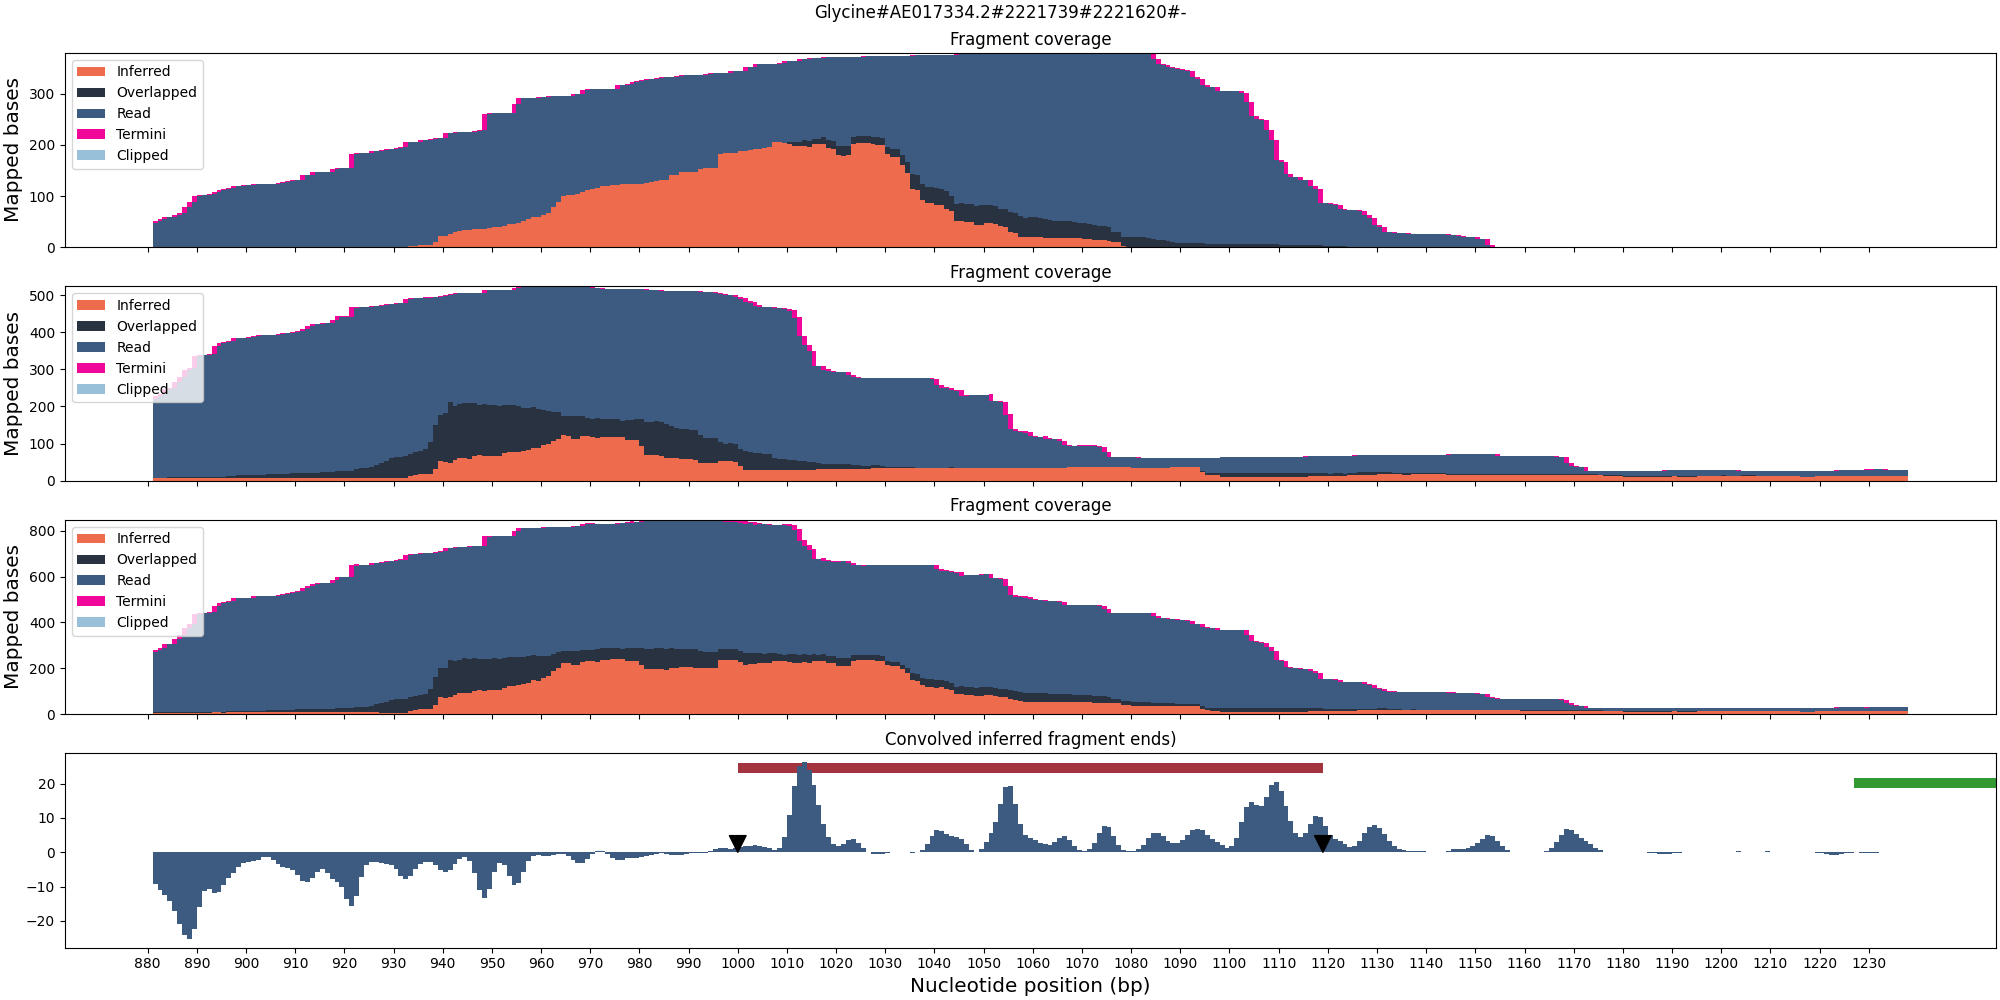 Glycine#AE017334.2#2221739#2221620#-
Fragment coverage
Mapped bases
300
200
100
0
Inferred
Overlapped
Read
Termini
Clipped
Fragment coverage
Mapped bases
500
400
300
200
100
0
Inferred
Overlapped
Read
Termini
Clipped
Fragment coverage
Mapped bases
800
600
400
200
0
Inferred
Overlapped
Read
Termini
Clipped
Convolved inferred fragment ends)
20
10
0
−10
−20
880 890 900 910 920 930 940 950 960 970 980 990 1000 1010 1020 1030 1040 1050 1060 1070 1080 1090 1100 1110 1120 1130 1140 1150 1160 1170 1180 1190 1200 1210 1220 1230
Nucleotide position (bp)